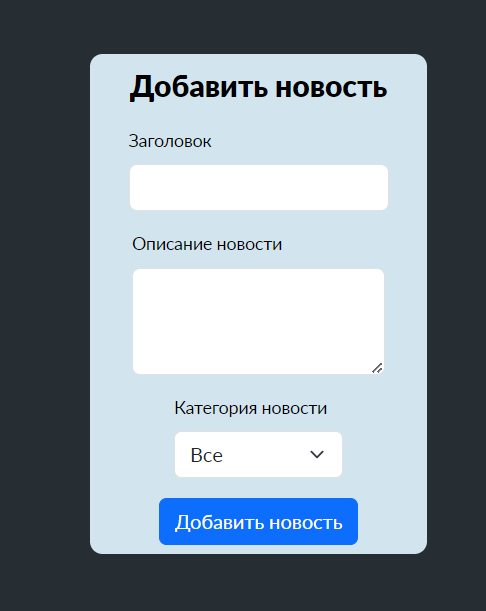 Добавить новость
Заголовок
Описание новости
Категория новости
Все
Добавить новость